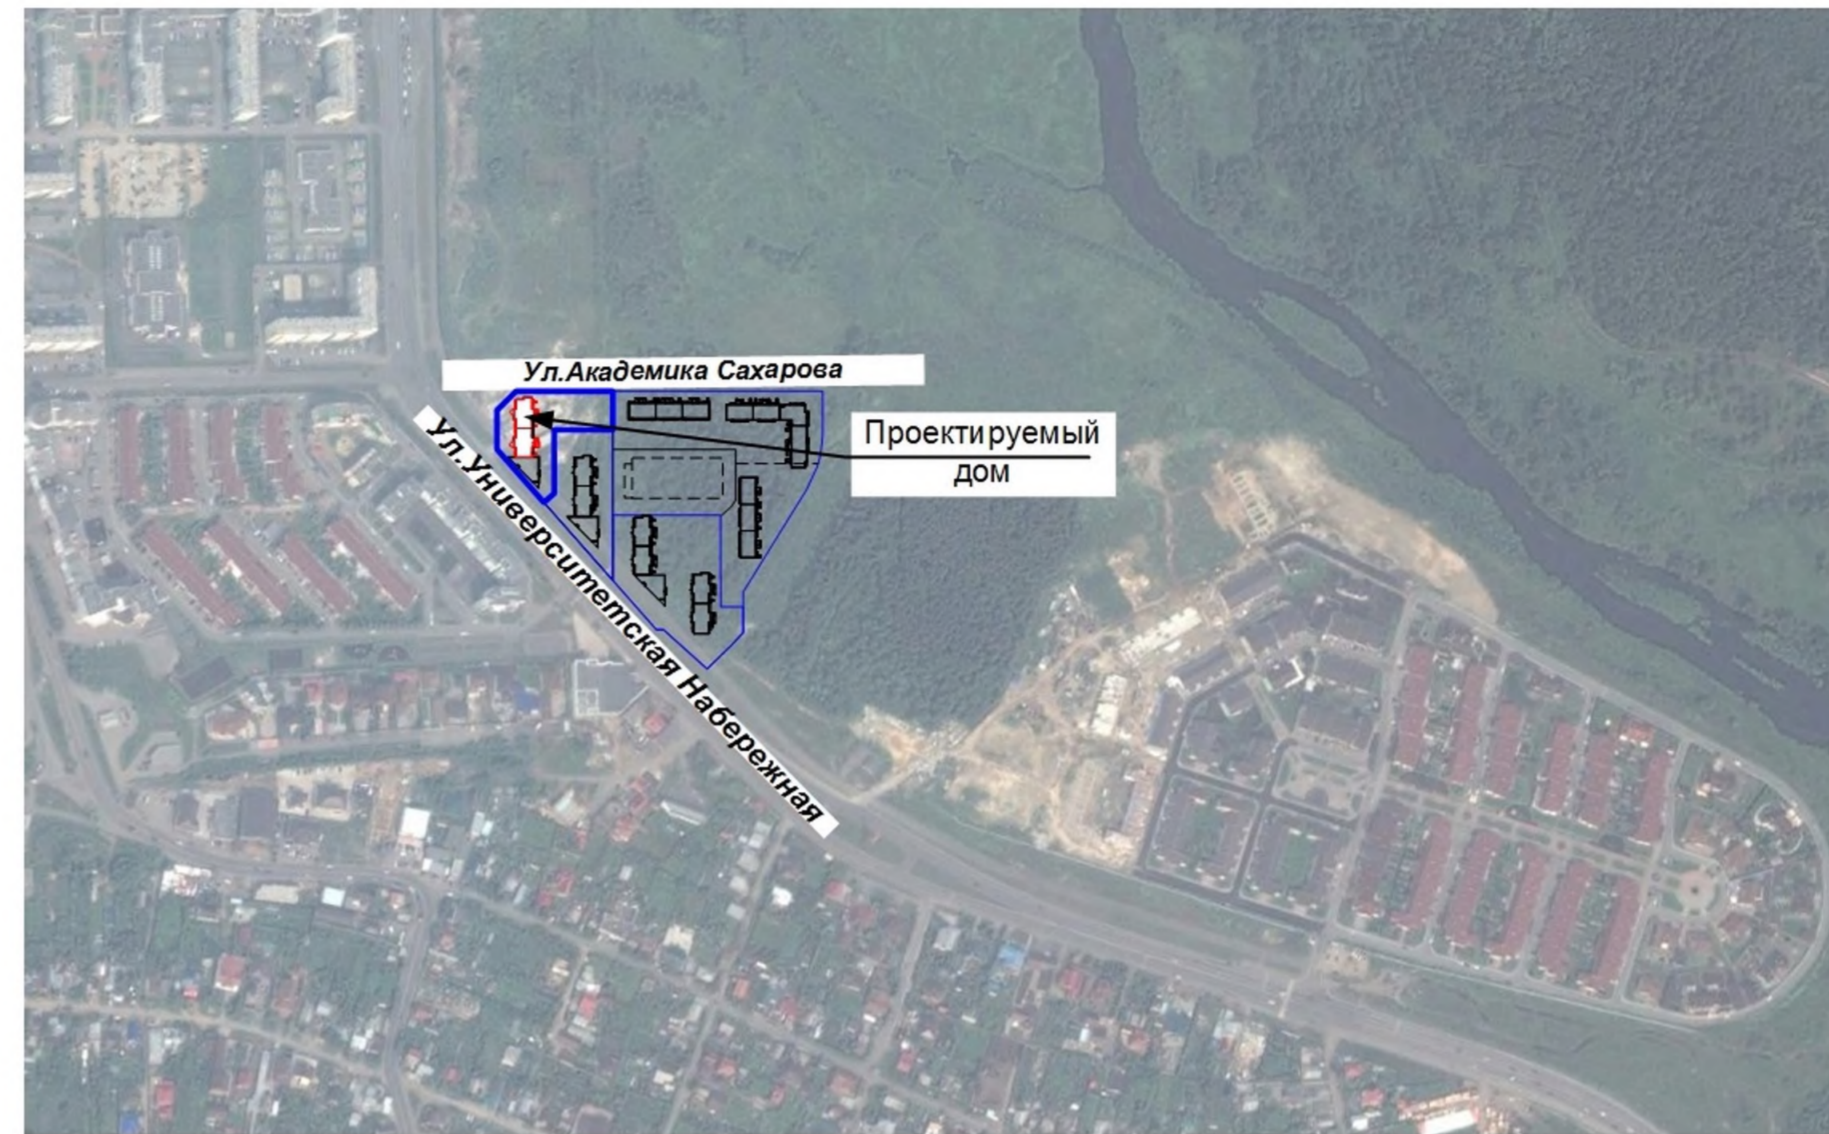 Ул.Академика Сахарова
Проектируемый
дом
Ул.Университетская Набережная